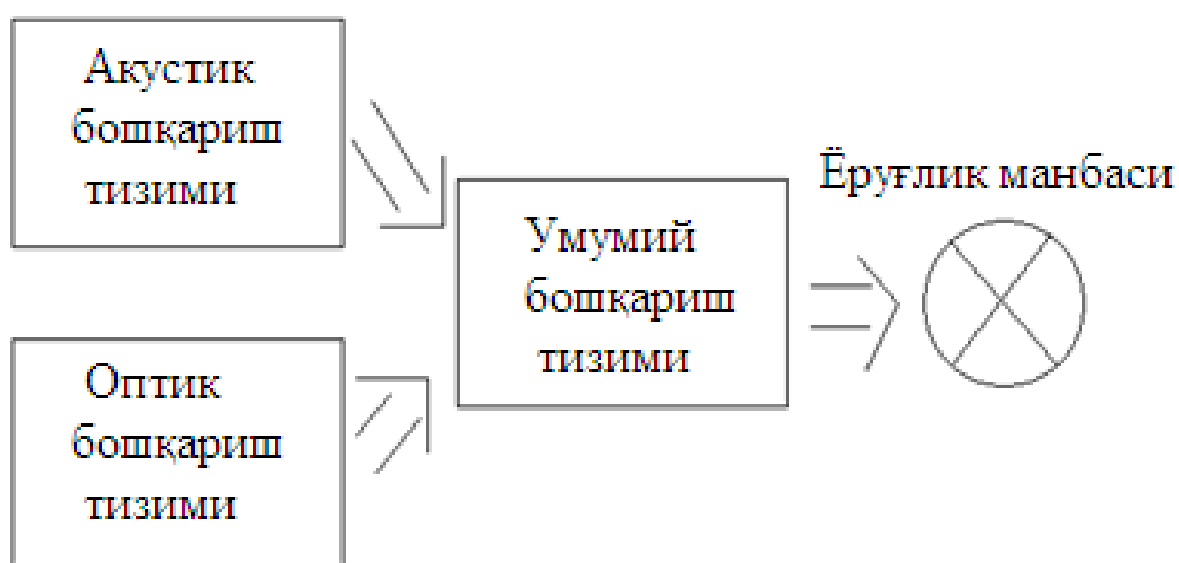 Акустик
бошқариш
тизими
Оптик
бошқариш
тизими
Умумий
бошқариш
тизими
Ёруғлик манбаси